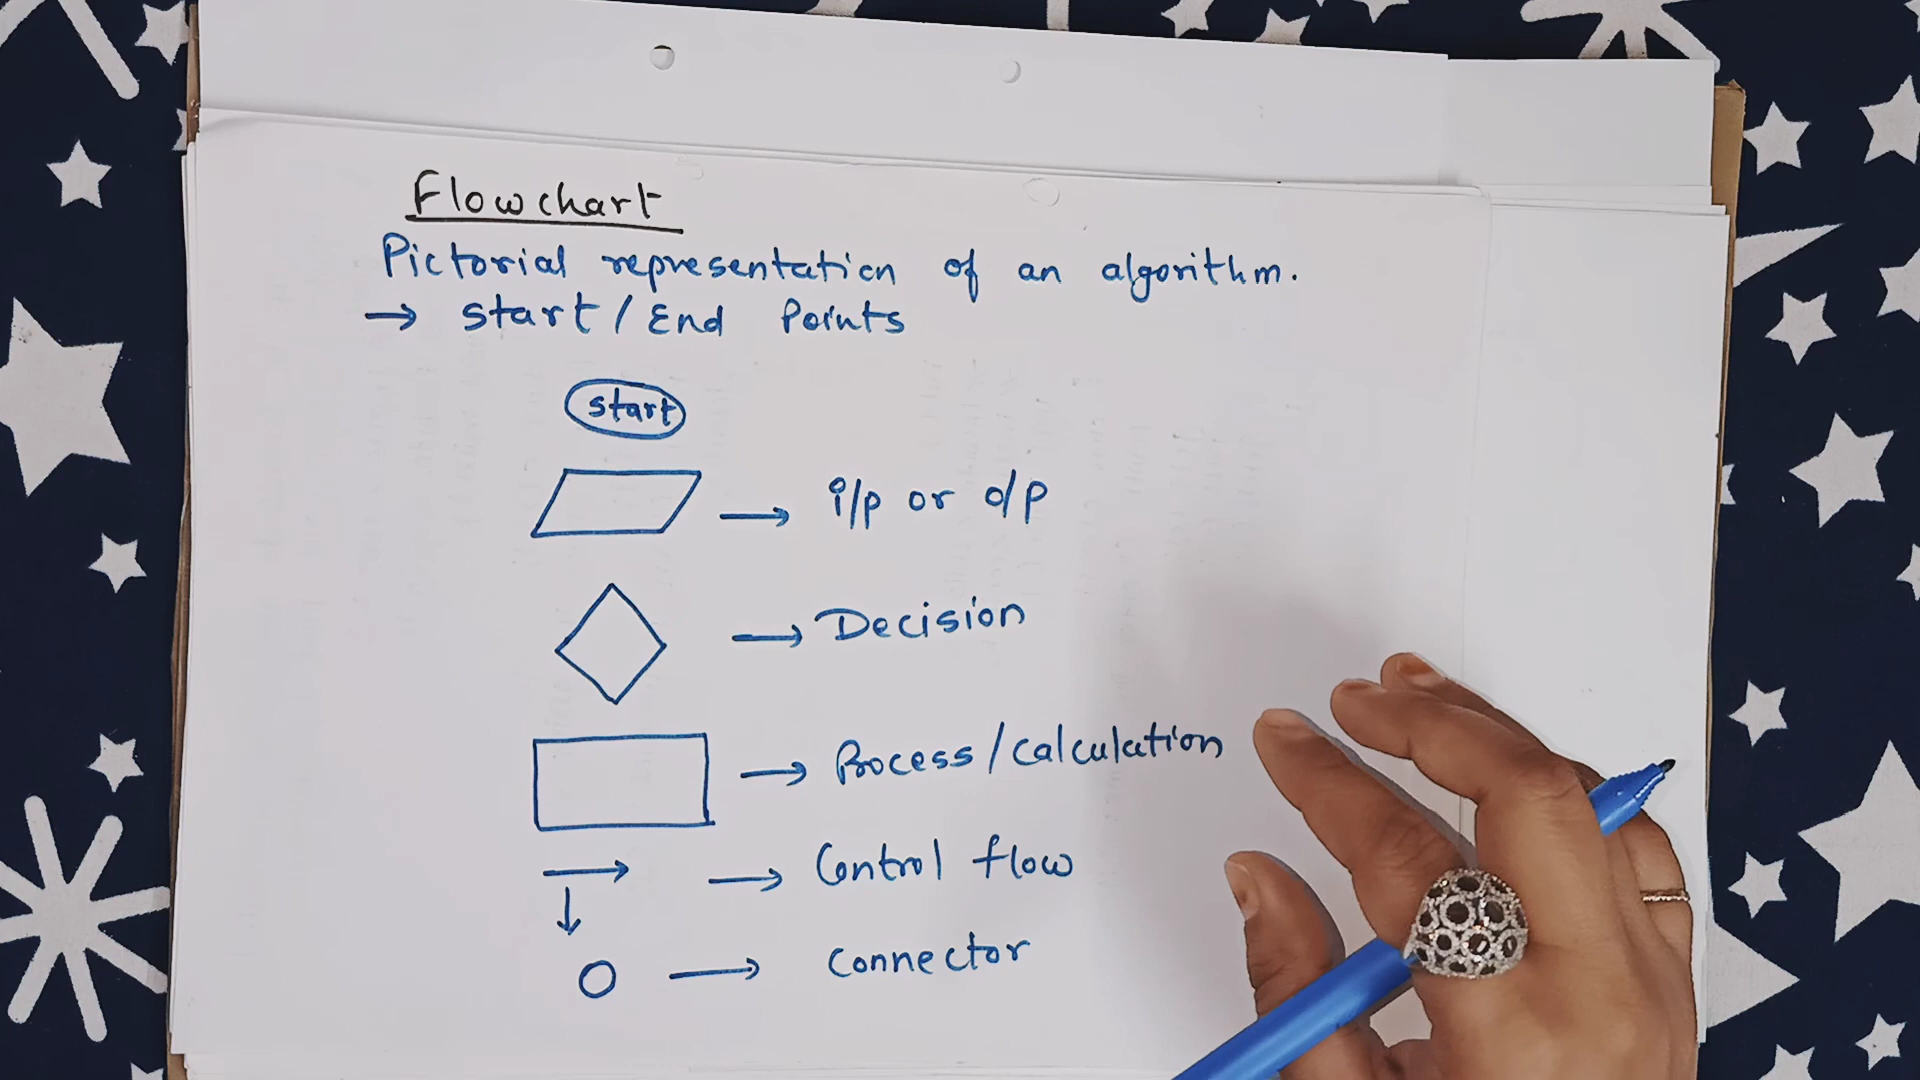 Flowchart
Pictorial representation of an algorithm.
→ Start/End Points
Start
→ i/p or o/p
→ Decision
→ Process/Calculation
→ Control flow
→ Connector